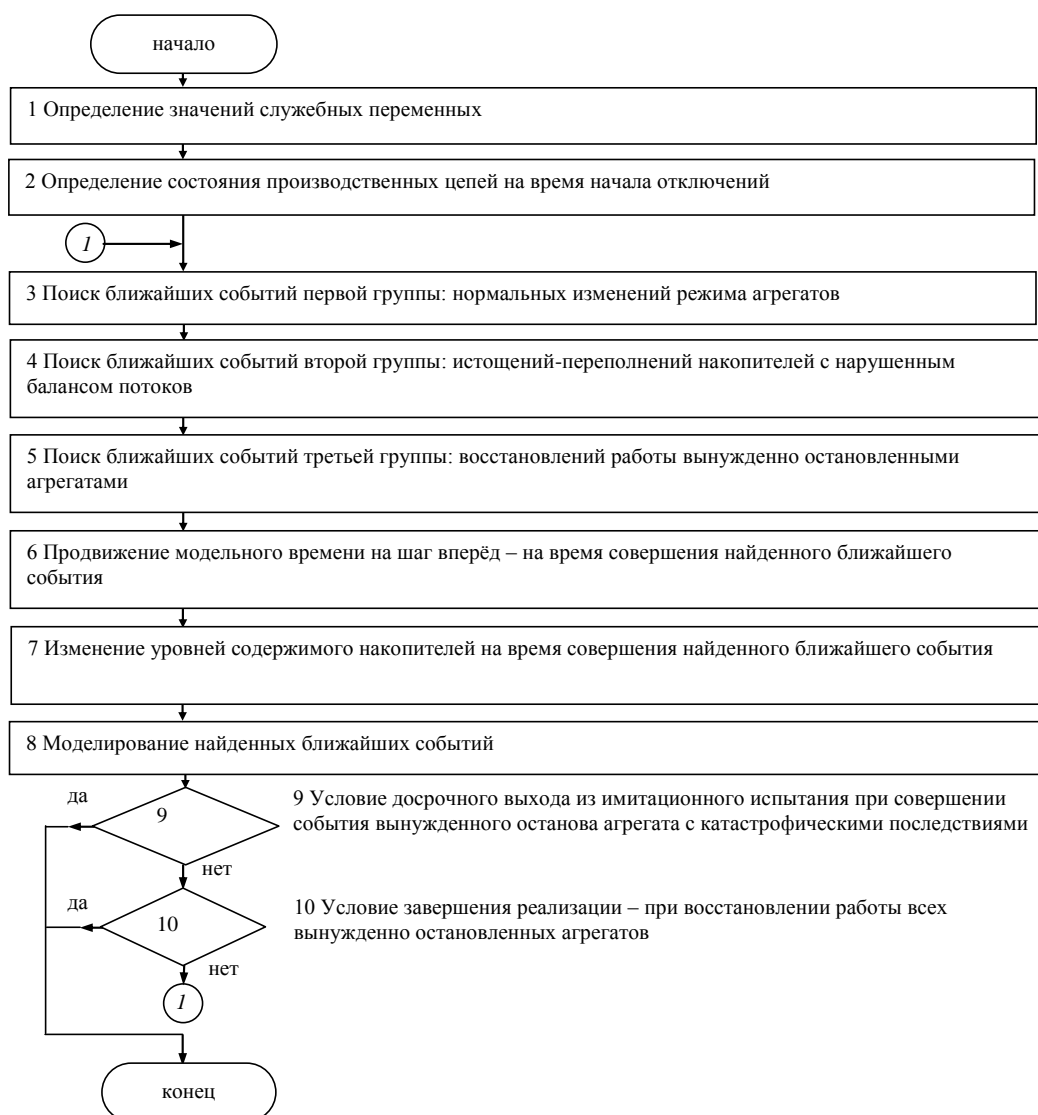 начало
1 Определение значений служебных переменных
2 Определение состояния производственных цепей на время начала отключений
1
3 Поиск ближайших событий первой группы: нормальных изменений режима агрегатов
4 Поиск ближайших событий второй группы: истощений-переполнений накопителей с нарушенным
балансом потоков
5 Поиск ближайших событий третьей группы: восстановлений работы вынужденно остановленными
агрегатами
6 Продвижение модельного времени на шаг вперёд – на время совершения найденного ближайшего
события
7 Изменение уровней содержимого накопителей на время совершения найденного ближайшего события
8 Моделирование найденных ближайших событий
да
9
9 Условие досрочного выхода из имитационного испытания при совершении
события вынужденного останова агрегата с катастрофическими последствиями
нет
да
10
10 Условие завершения реализации – при восстановлении работы всех
вынужденно остановленных агрегатов
нет
1
конец